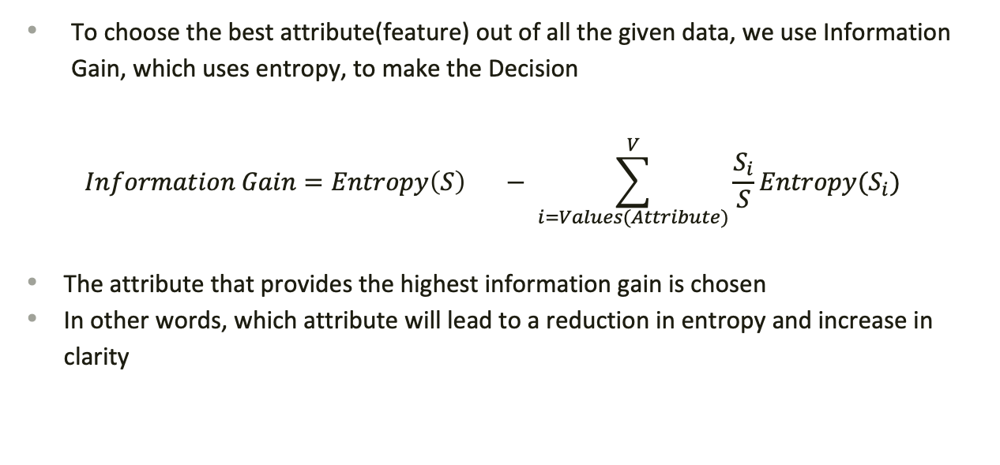 • To choose the best attribute(feature) out of all the given data, we use Information
Gain, which uses entropy, to make the Decision
Information Gain = Entropy(S) − ∑_{i=Values(Attribute)}^{V} \frac{S_i}{S} Entropy(S_i)
• The attribute that provides the highest information gain is chosen
• In other words, which attribute will lead to a reduction in entropy and increase in
clarity